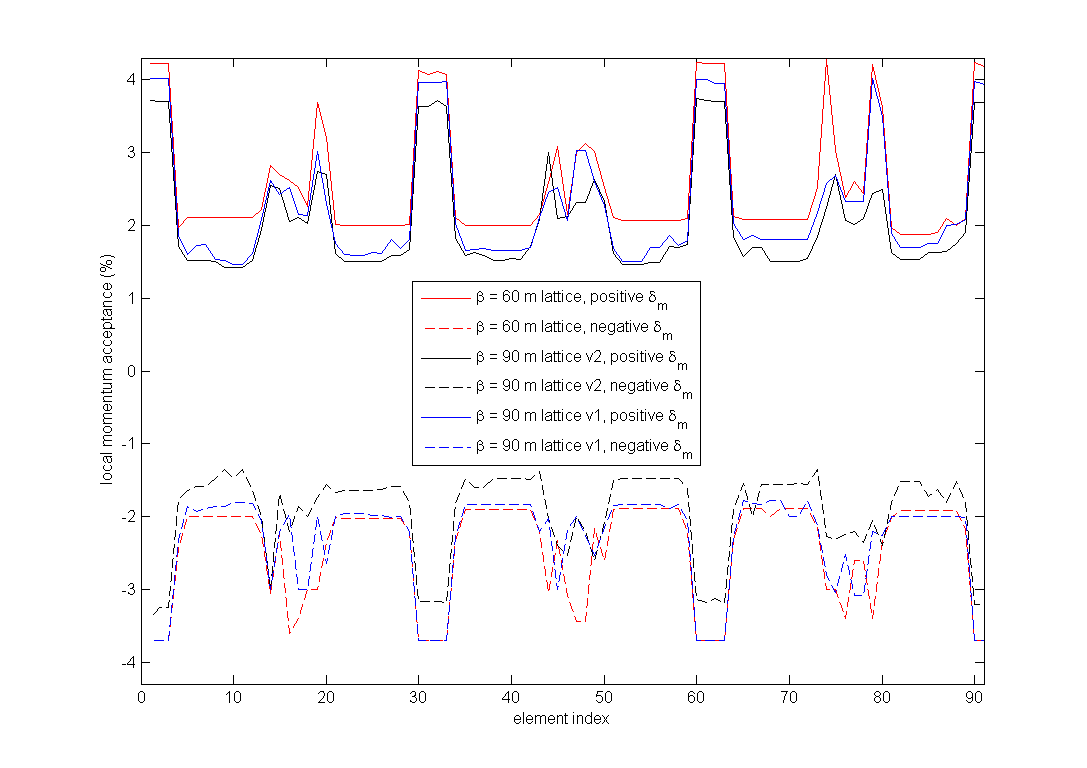 local momentum acceptance (%)
4
3
2
1
0
-1
-2
-3
-4
β = 60 m lattice, positive δm
β = 60 m lattice, negative δm
β = 90 m lattice v2, positive δm
β = 90 m lattice v2, negative δm
β = 90 m lattice v1, positive δm
β = 90 m lattice v1, negative δm
0 10 20 30 40 50 60 70 80 90
element index